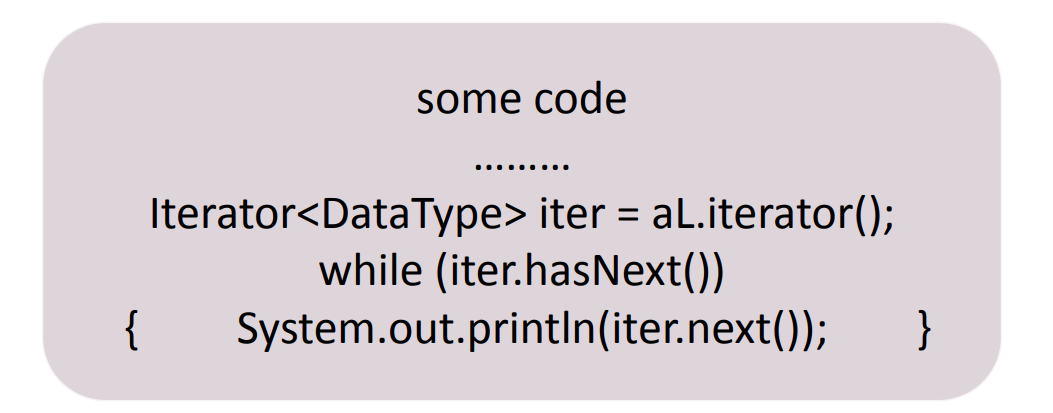 some code
………
Iterator<DataType> iter = aL.iterator();
while (iter.hasNext())
{ System.out.println(iter.next()); }